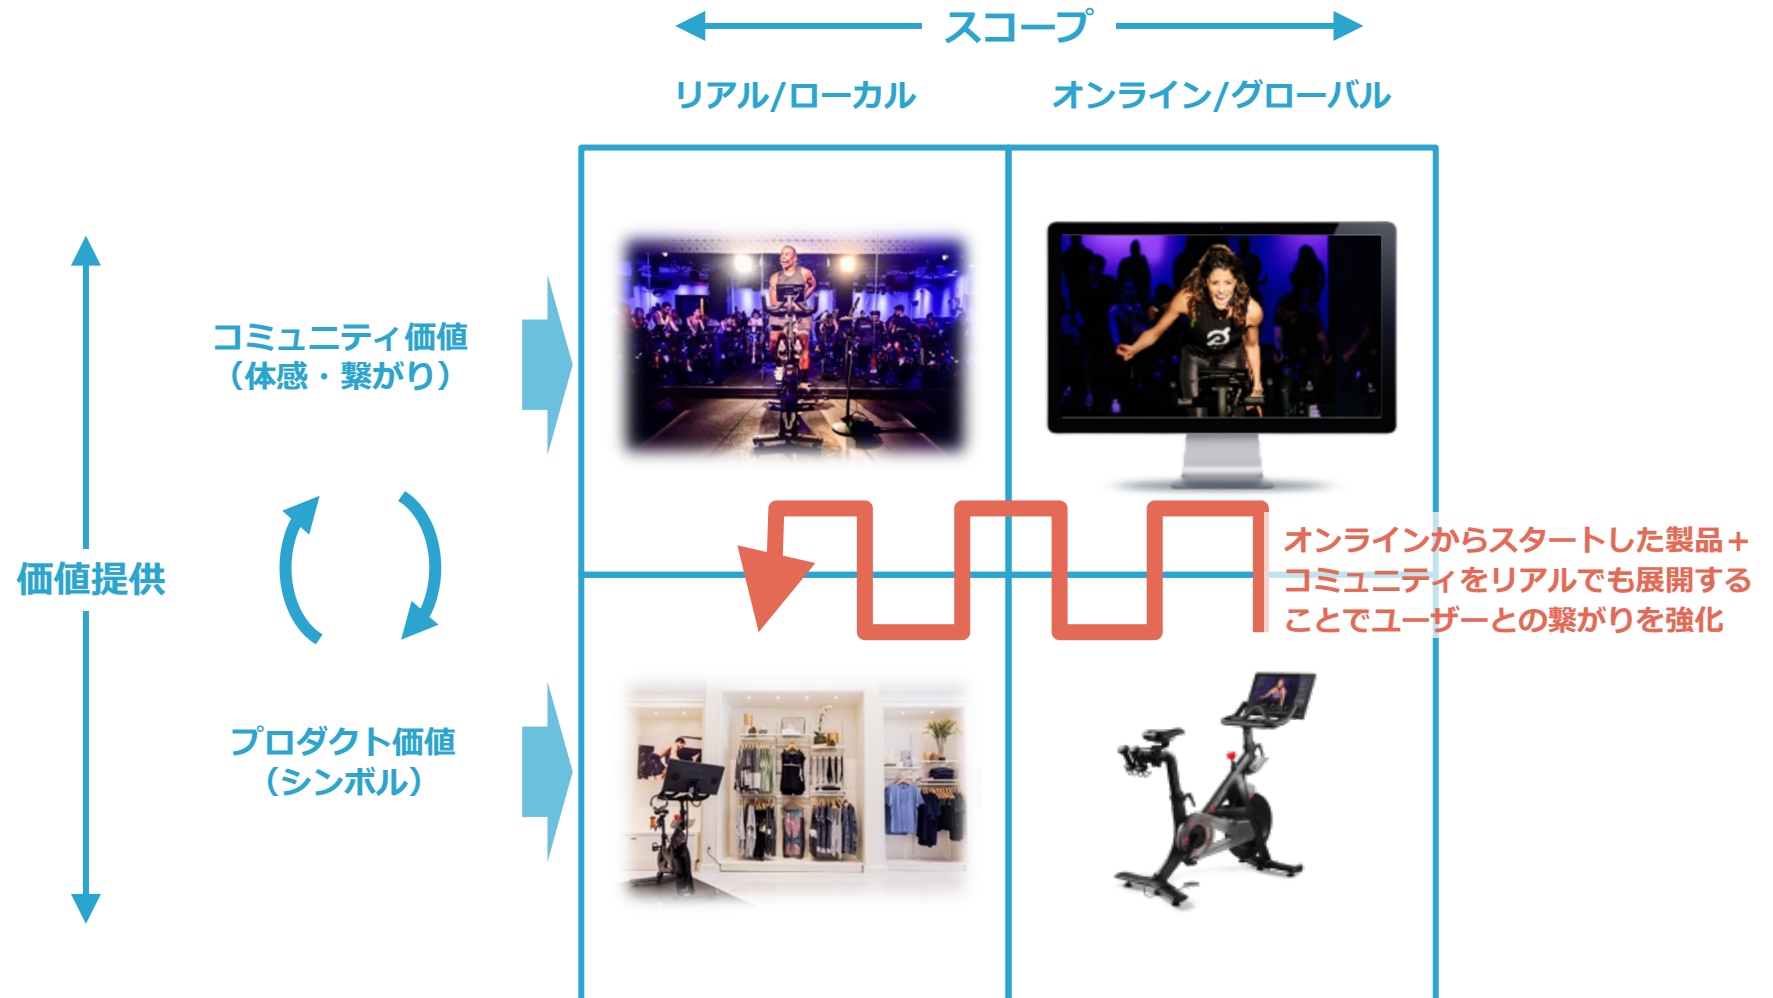 スコープ
リアル/ローカル
オンライン/グローバル
コミュニティ価値
（体感・繋がり）
価値提供
オンラインからスタートした製品＋
コミュニティをリアルでも展開する
ことでユーザーとの繋がりを強化
プロダクト価値
（シンボル）